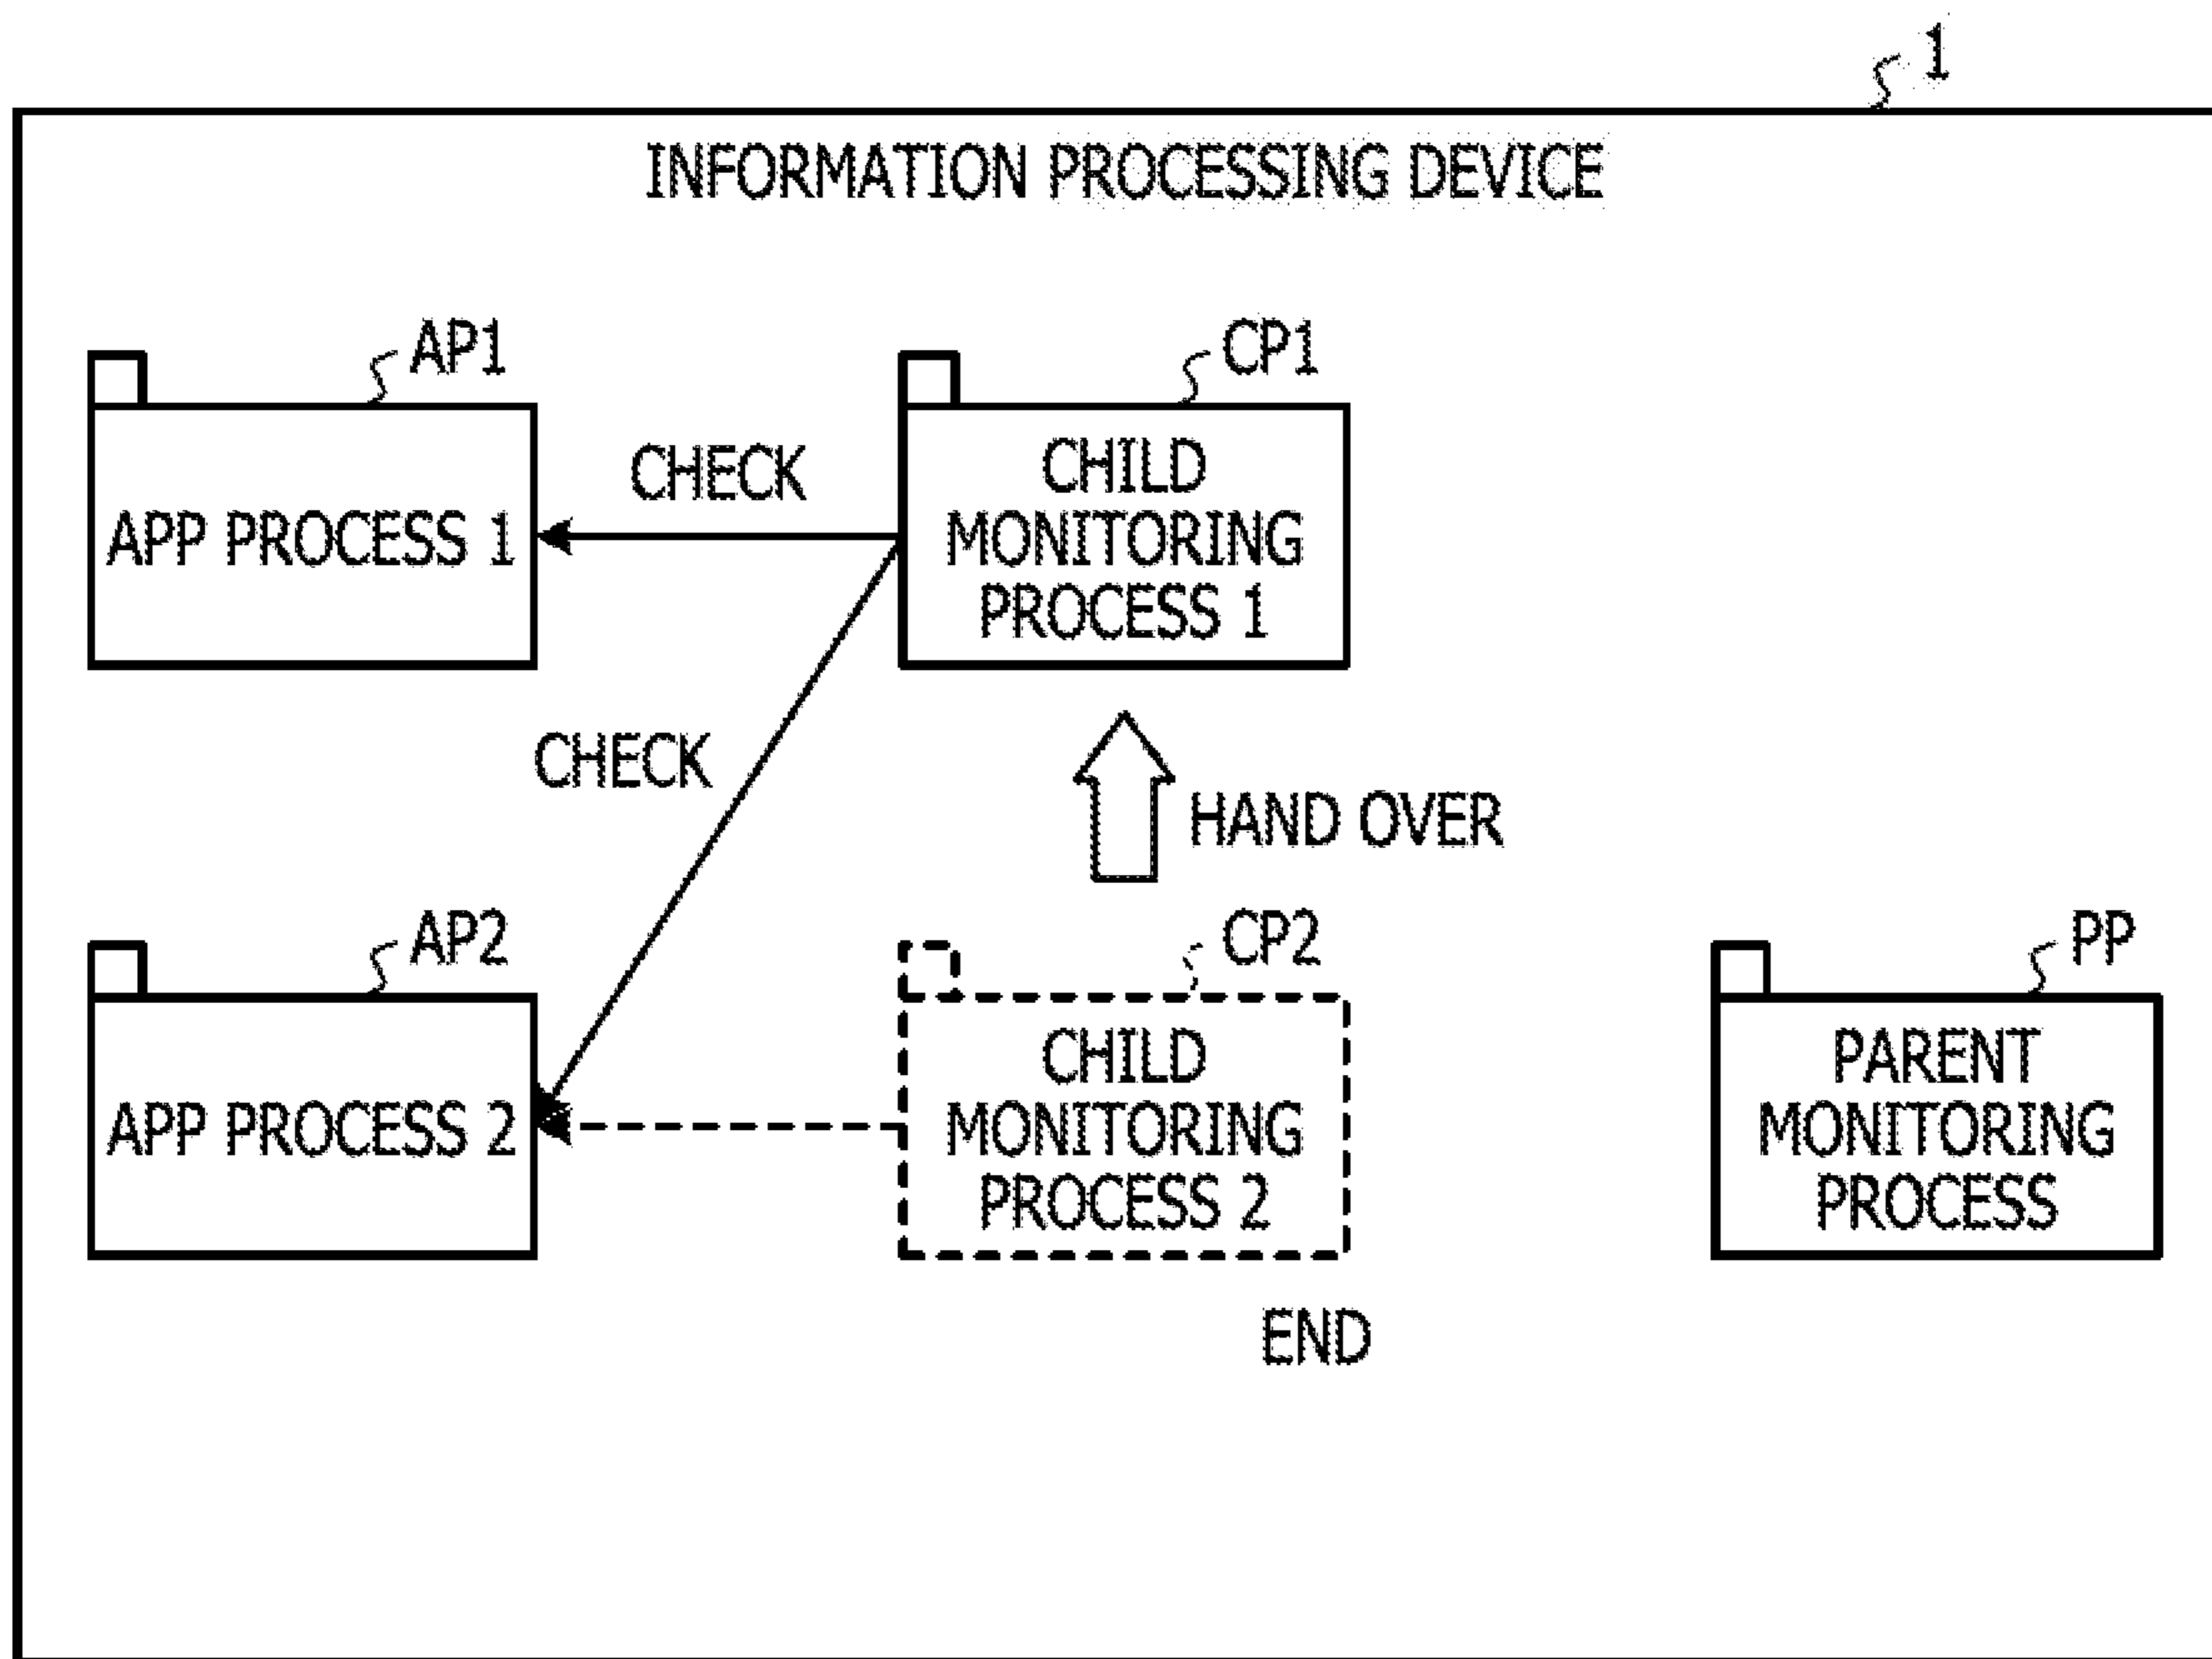 1
INFORMATION PROCESSING DEVICE
AP1
CP1
APP PROCESS 1
CHECK
CHILD
MONITORING
PROCESS 1
CHECK
HAND OVER
AP2
CP2
PP
APP PROCESS 2
CHILD
MONITORING
PROCESS 2
PARENT
MONITORING
PROCESS
END